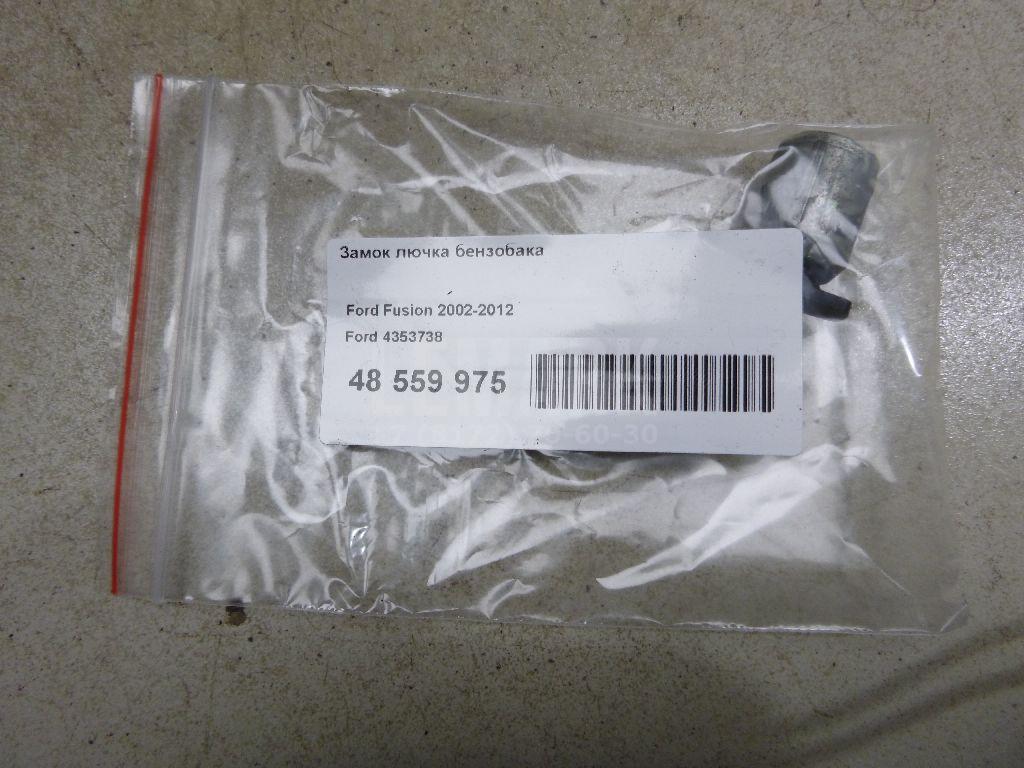 Замок лючка бензобака
Ford Fusion 2002-2012
Ford 4353738
48 559 975